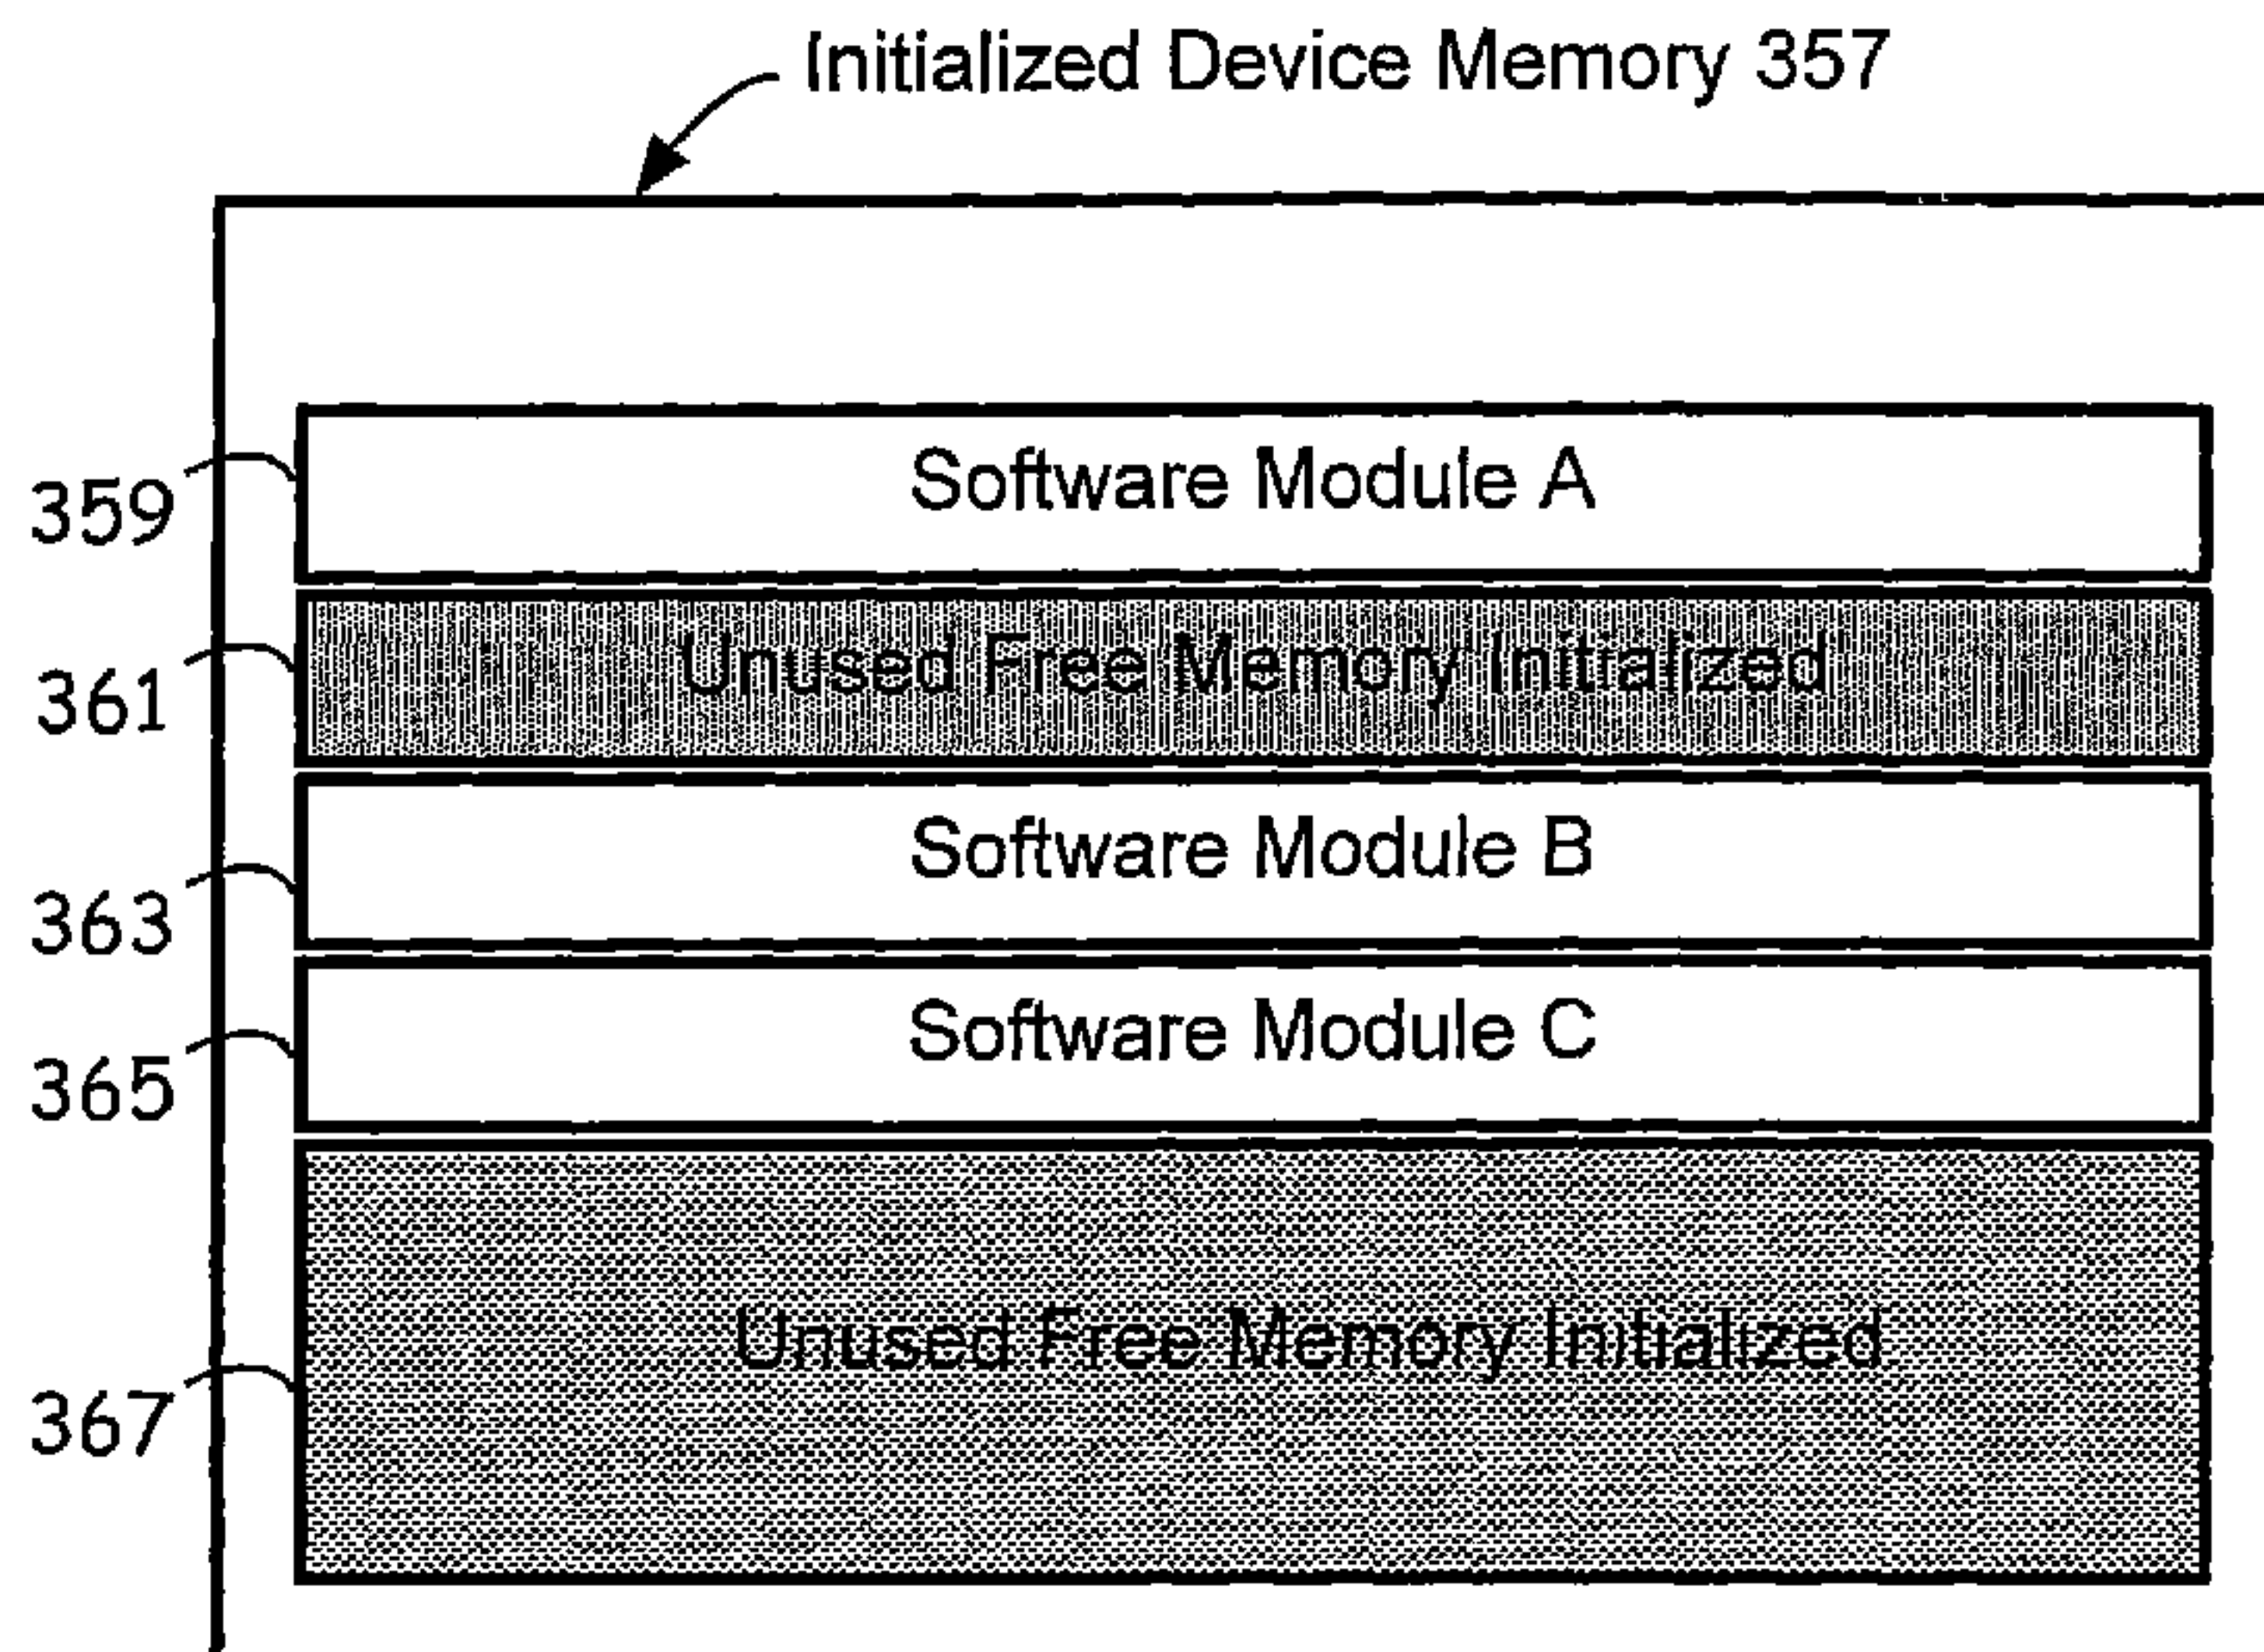 Initialized Device Memory 357
Software Module A
359
Unused Free Memory Initialized
361
Software Module B
363
Software Module C
365
Unused Free Memory Initialized
367